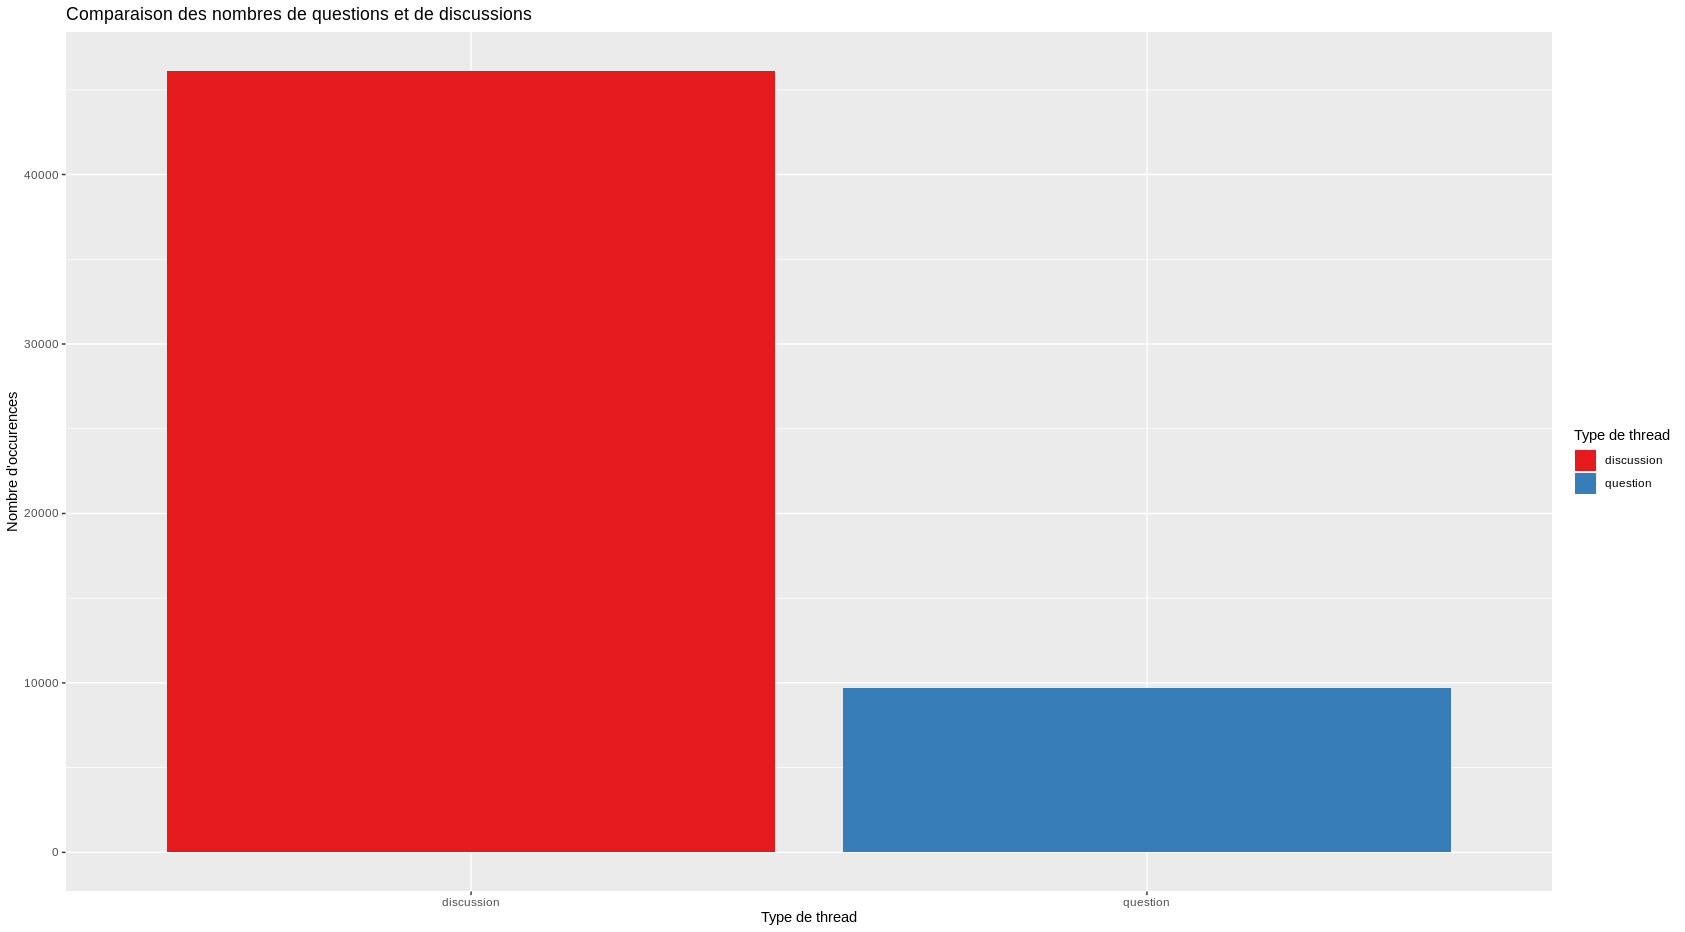 Comparaison des nombres de questions et de discussions
Nombre d'occurences
40000
30000
20000
10000
0
discussion
question
Type de thread
Type de thread
discussion
question